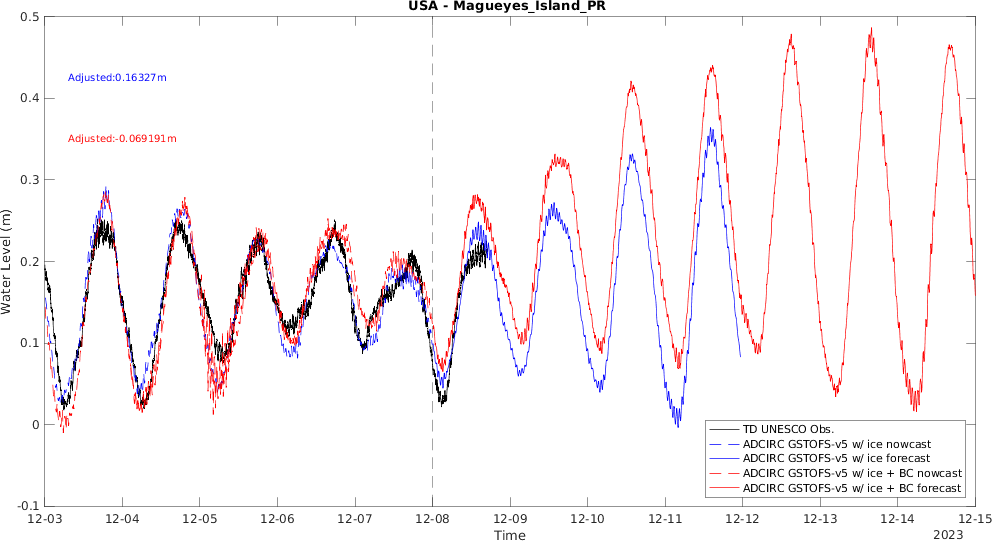 USA - Magueyes_Island_PR
0.5
0.4
0.3
0.2
0.1
0
-0.1
Water Level (m)
Adjusted:0.16327m
Adjusted:-0.069191m
TD UNESCO Obs.
ADCIRC GSTOFS-v5 w/ ice nowcast
ADCIRC GSTOFS-v5 w/ ice forecast
ADCIRC GSTOFS-v5 w/ ice + BC nowcast
ADCIRC GSTOFS-v5 w/ ice + BC forecast
12-03 12-04 12-05 12-06 12-07 12-08 12-09 12-10 12-11 12-12 12-13 12-14 12-15
Time
2023